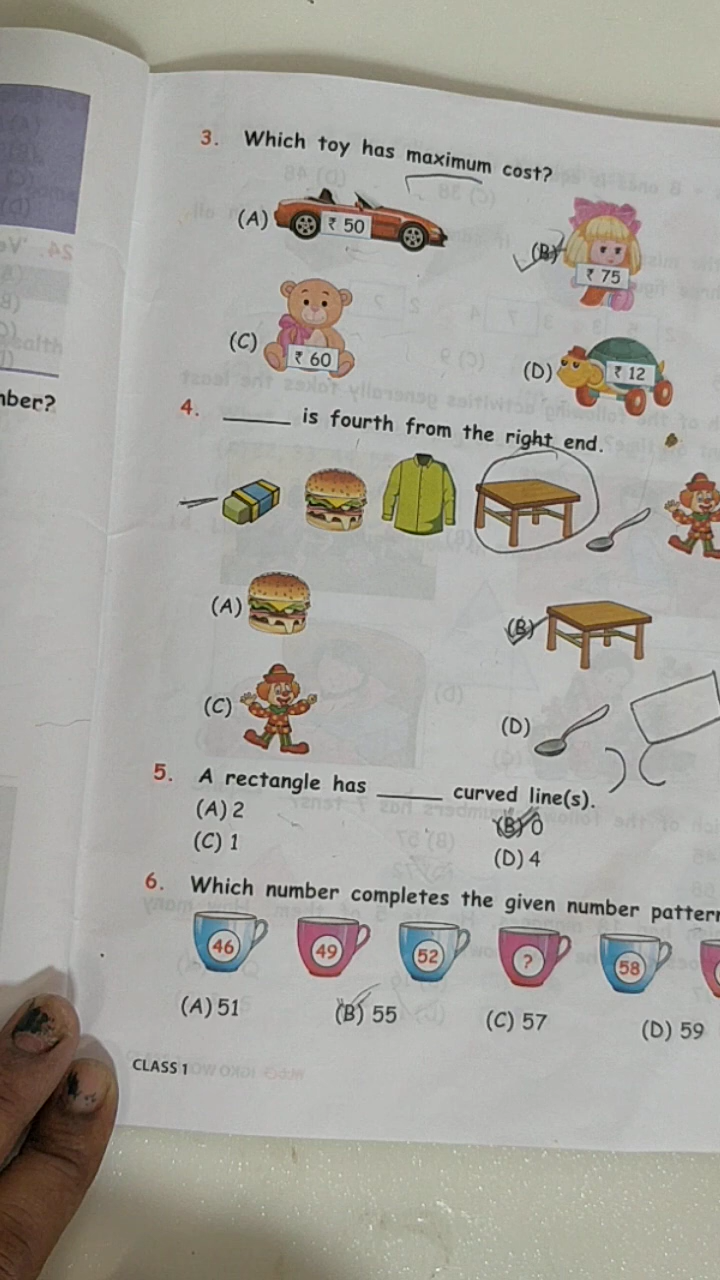 3. Which toy has maximum cost?
(A) ₹ 50
(B) ₹ 75
(C) ₹ 60
(D) ₹ 12
mber?
4. ______ is fourth from the right end.
(A)
(B)
(C)
(D)
5. A rectangle has ______ curved line(s).
(A) 2
(B) 0
(C) 1
(D) 4
6. Which number completes the given number pattern
46 49 52 ? 58
(A) 51 (B) 55 (C) 57 (D) 59
CLASS 1